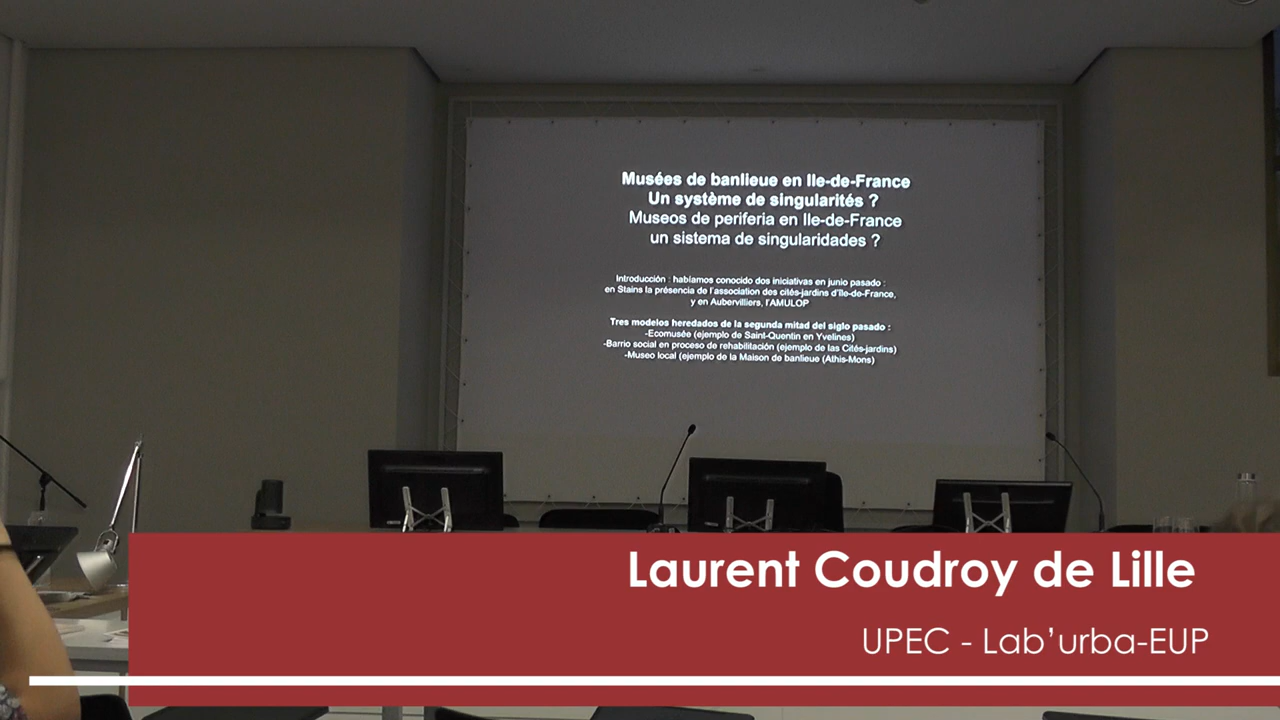 Musées de banlieue en Ile-de-France
Un système de singularités ?
Museos de periferia en Ile-de-France
un sistema de singularidades ?
Introducción : habíamos conocido dos iniciativas en junio pasado :
en Stains la présencia de l'association des cités-jardins d'Ile-de-France,
y en Aubervilliers, l'AMULOP
Tres modelos heredados de la segunda mitad del siglo pasado :
-Ecomusée (ejemplo de Saint-Quentin en Yvelines)
-Barrio social en proceso de rehabilitación (ejemplo de las Cités-jardins)
-Museo local (ejemplo de la Maison de banlieue (Athis-Mons)
Laurent Coudroy de Lille
UPEC - Lab'urba-EUP